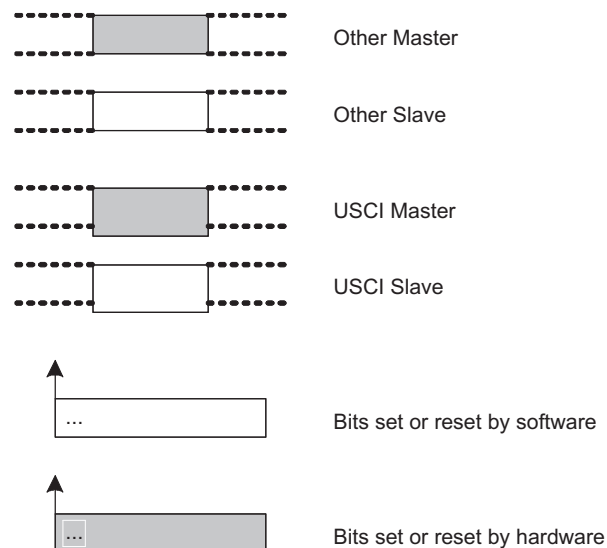 Other Master
Other Slave
USCI Master
USCI Slave
...
Bits set or reset by software
...
Bits set or reset by hardware